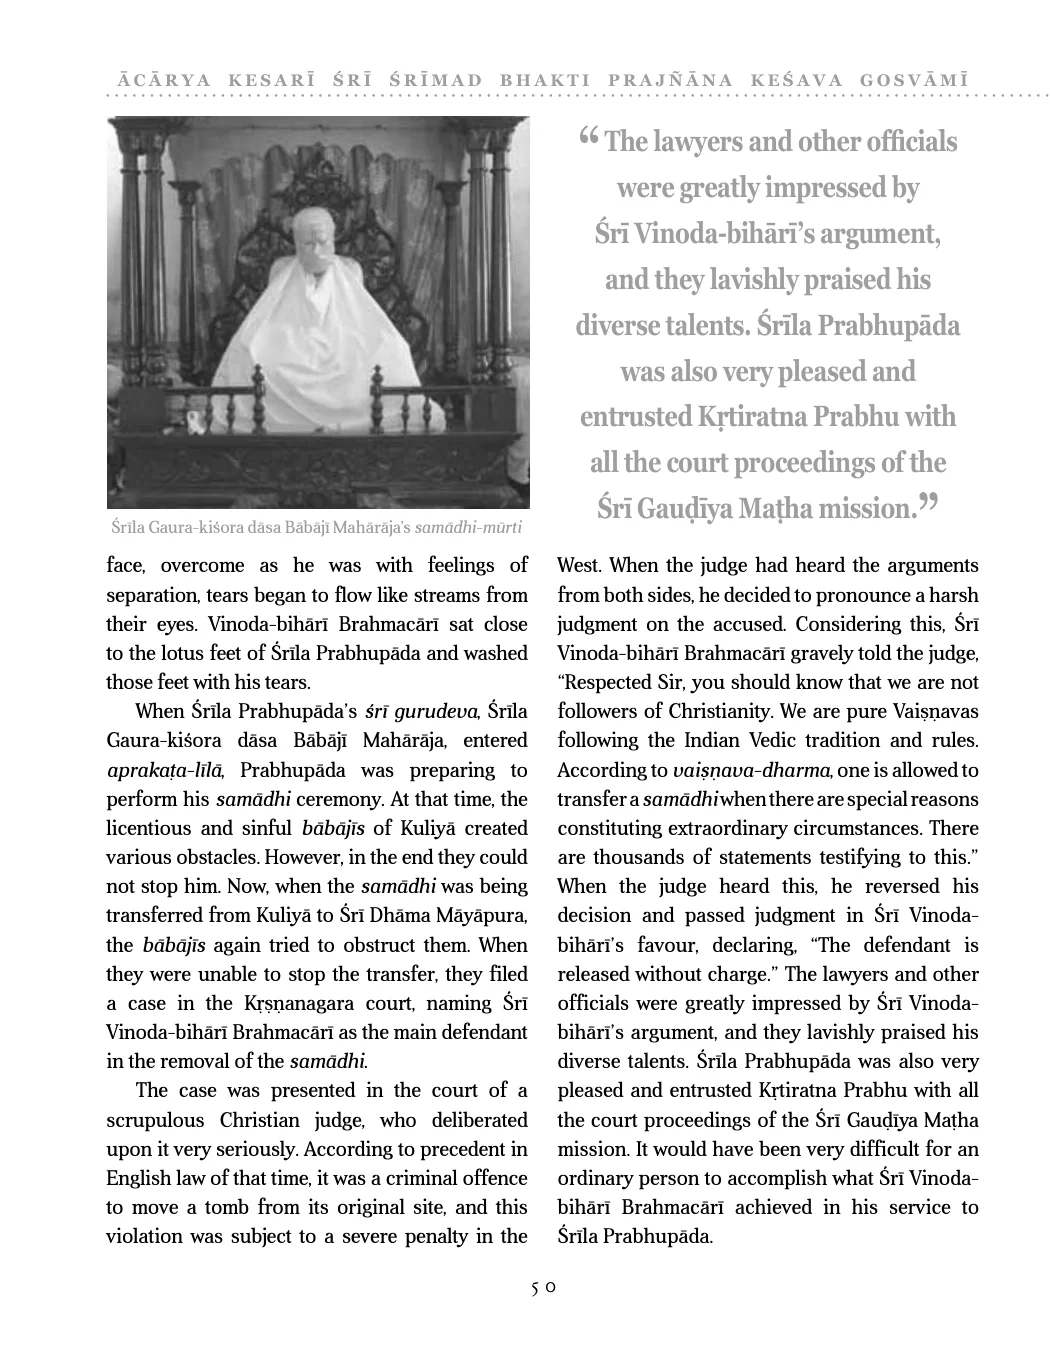 ĀCĀRYA KESARĪ ŚRĪ ŚRĪMAD BHAKTI PRAJÑĀNA KEŚAVA GOSVĀMĪ
“ The lawyers and other officials
were greatly impressed by
Śrī Vinoda-bihārī’s argument,
and they lavishly praised his
diverse talents. Śrīla Prabhupāda
was also very pleased and
entrusted Kṛtiratna Prabhu with
all the court proceedings of the
Śrī Gauḍīya Maṭha mission.”
Śrīla Gaura-kiśora dāsa Bābājī Mahārāja’s samādhi-mūrti
face, overcome as he was with feelings of
separation, tears began to flow like streams from
their eyes. Vinoda-bihārī Brahmacārī sat close
to the lotus feet of Śrīla Prabhupāda and washed
those feet with his tears.
When Śrīla Prabhupāda’s śrī gurudeva, Śrīla
Gaura-kiśora dāsa Bābājī Mahārāja, entered
aprakaṭa-līlā, Prabhupāda was preparing to
perform his samādhi ceremony. At that time, the
licentious and sinful bābājīs of Kuliyā created
various obstacles. However, in the end they could
not stop him. Now, when the samādhi was being
transferred from Kuliyā to Śrī Dhāma Māyāpura,
the bābājīs again tried to obstruct them. When
they were unable to stop the transfer, they filed
a case in the Kṛṣṇanagara court, naming Śrī
Vinoda-bihārī Brahmacārī as the main defendant
in the removal of the samādhi.
The case was presented in the court of a
scrupulous Christian judge, who deliberated
upon it very seriously. According to precedent in
English law of that time, it was a criminal offence
to move a tomb from its original site, and this
violation was subject to a severe penalty in the
West. When the judge had heard the arguments
from both sides, he decided to pronounce a harsh
judgment on the accused. Considering this, Śrī
Vinoda-bihārī Brahmacārī gravely told the judge,
“Respected Sir, you should know that we are not
followers of Christianity. We are pure Vaiṣṇavas
following the Indian Vedic tradition and rules.
According to vaiṣṇava-dharma, one is allowed to
transfer a samādhi when there are special reasons
constituting extraordinary circumstances. There
are thousands of statements testifying to this.”
When the judge heard this, he reversed his
decision and passed judgment in Śrī Vinoda-
bihārī’s favour, declaring, “The defendant is
released without charge.” The lawyers and other
officials were greatly impressed by Śrī Vinoda-
bihārī’s argument, and they lavishly praised his
diverse talents. Śrīla Prabhupāda was also very
pleased and entrusted Kṛtiratna Prabhu with all
the court proceedings of the Śrī Gauḍīya Maṭha
mission. It would have been very difficult for an
ordinary person to accomplish what Śrī Vinoda-
bihārī Brahmacārī achieved in his service to
Śrīla Prabhupāda.
50